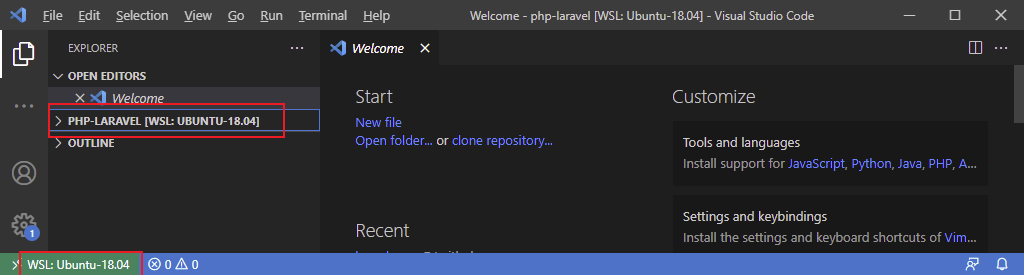 File Edit Selection View Go Run Terminal Help Welcome - php-laravel [WSL: Ubuntu-18.04] - Visual Studio Code
EXPLORER
Welcome
OPEN EDITORS
Welcome
PHP-LARAVEL [WSL: UBUNTU-18.04]
OUTLINE
Start
New file
Open folder... or clone repository...
Recent
Customize
Tools and languages
Install support for JavaScript, Python, Java, PHP, A...
Settings and keybindings
Install the settings and keyboard shortcuts of Vim...
1
WSL: Ubuntu-18.04
0 0